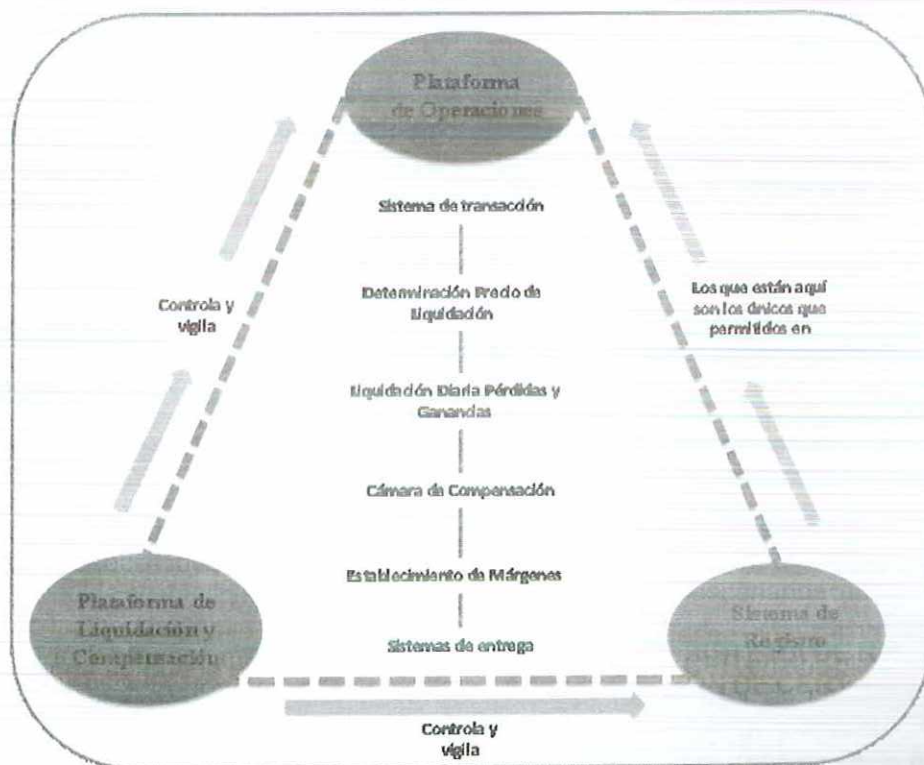 Plataforma
de Operaciones
Sistema de transacción
Determinación Precio de
Liquidación
Controla y
vigila
Los que están aquí
son los únicos que
permitidos en
Liquidación Diaria Pérdidas y
Ganancias
Cámara de Compensación
Establecimiento de Márgenes
Plataforma de
Liquidación y
Compensación
Sistema de
Registro
Sistemas de entrega
Controla y
vigila